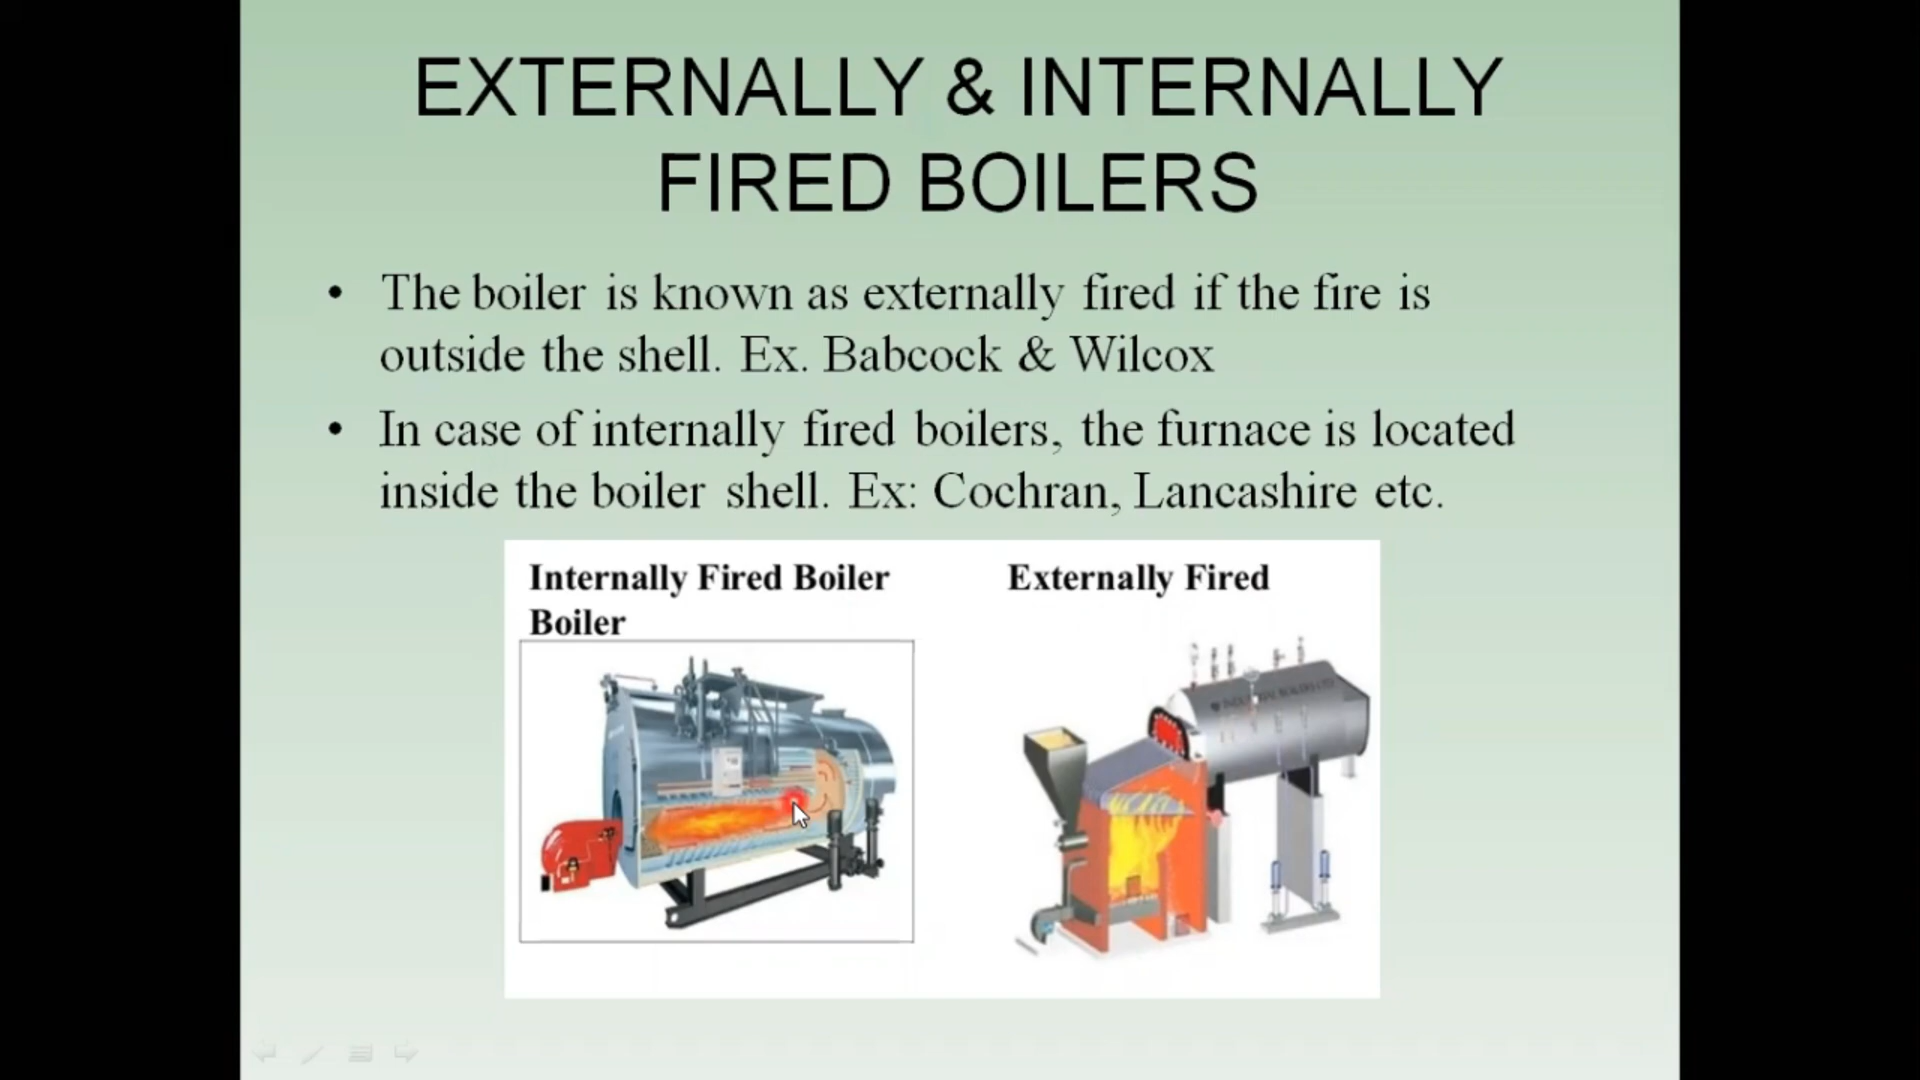 EXTERNALLY & INTERNALLY
FIRED BOILERS
• The boiler is known as externally fired if the fire is
outside the shell. Ex. Babcock & Wilcox
• In case of internally fired boilers, the furnace is located
inside the boiler shell. Ex: Cochran, Lancashire etc.
Internally Fired Boiler
Externally Fired
Boiler